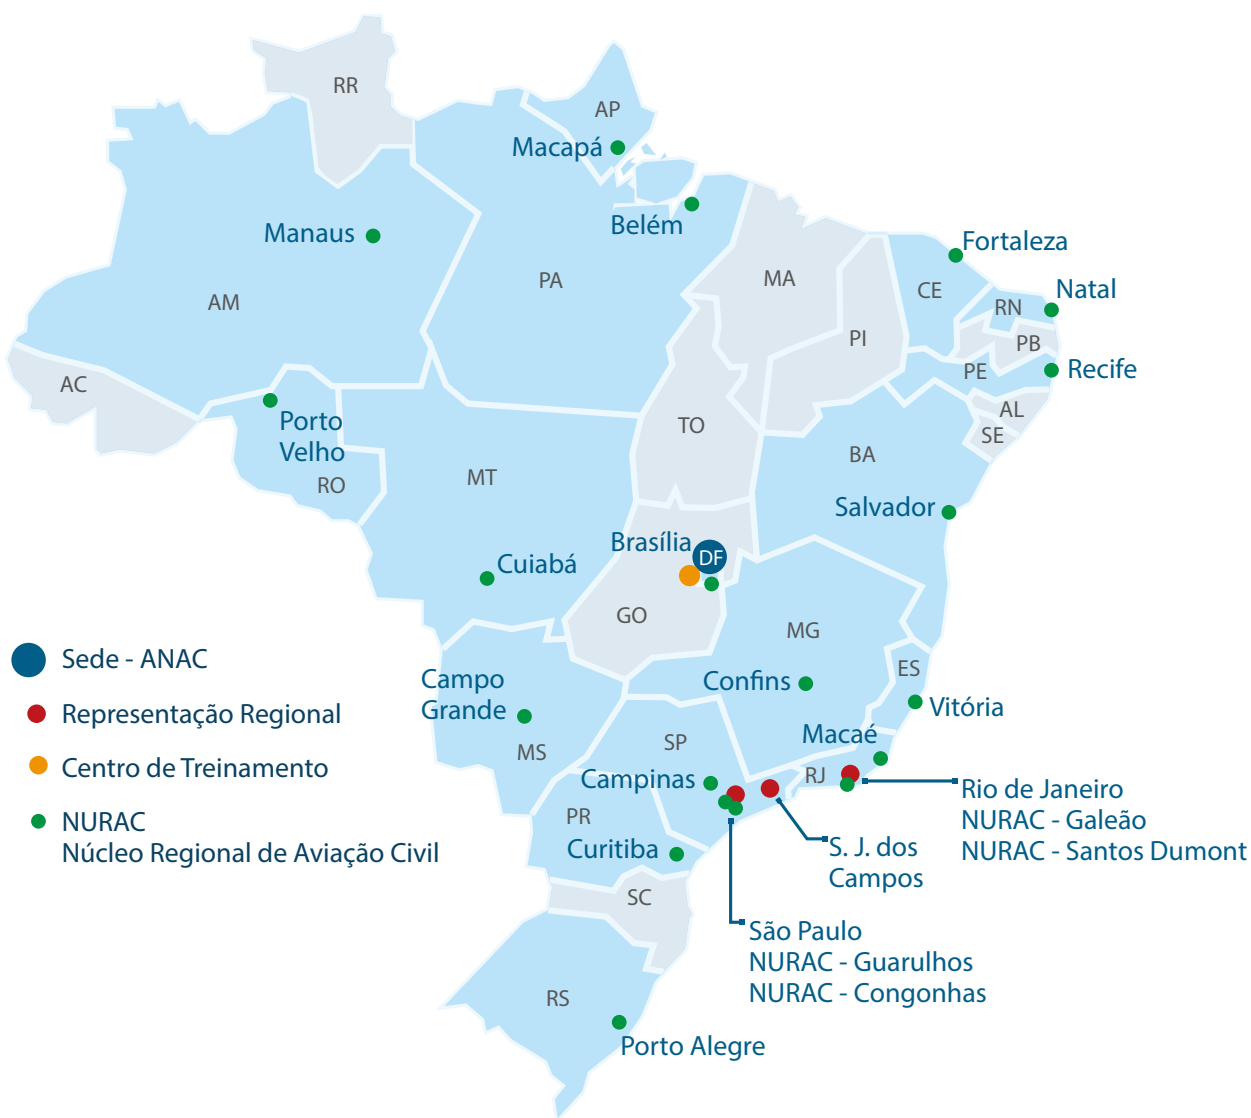 RR
AP
Macapá
Belém
Manaus
Fortaleza
PA
MA
CE
Natal
AM
RN
PI
PB
PE
Recife
AC
AL
Porto
Velho
TO
SE
BA
RO
MT
Salvador
Brasília
DF
Cuiabá
GO
MG
Sede - ANAC
ES
Campo
Grande
Confins
Vitória
Representação Regional
Macaé
MS
SP
Centro de Treinamento
Campinas
RJ
Rio de Janeiro
NURAC - Galeão
NURAC - Santos Dumont
NURAC
Núcleo Regional de Aviação Civil
PR
Curitiba
S. J. dos
Campos
SC
São Paulo
NURAC - Guarulhos
NURAC - Congonhas
RS
Porto Alegre